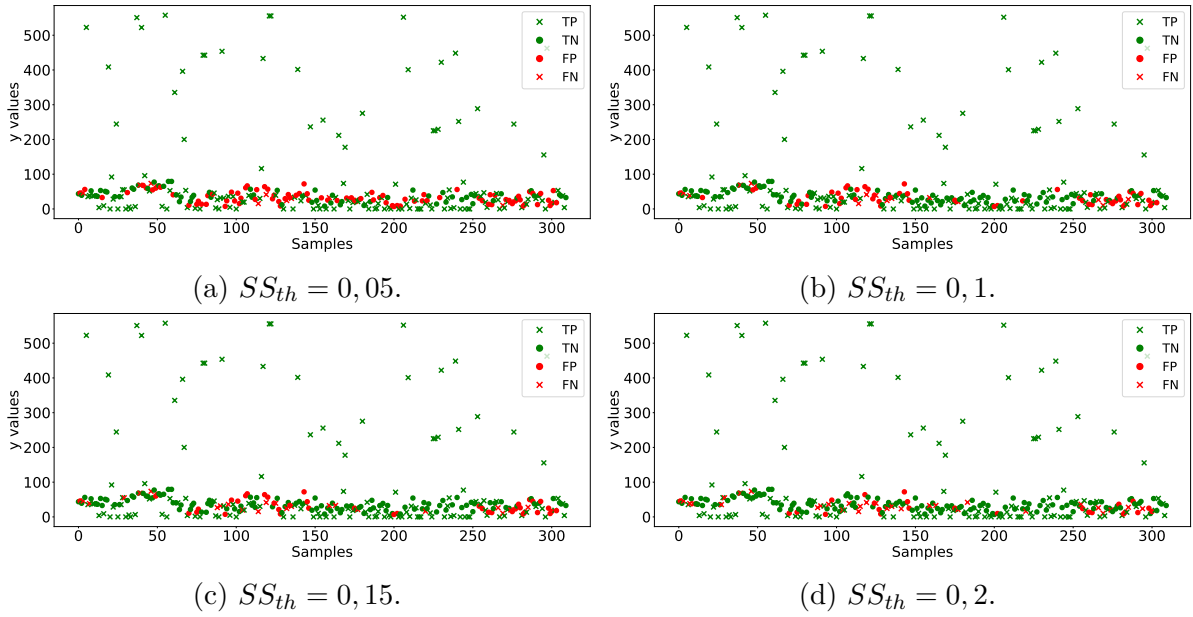 y values
500
400
300
200
100
0
TP
TN
FP
FN
0 50 100 150 200 250 300
Samples
(a) SS_th = 0, 05.
y values
500
400
300
200
100
0
TP
TN
FP
FN
0 50 100 150 200 250 300
Samples
(b) SS_th = 0, 1.
y values
500
400
300
200
100
0
TP
TN
FP
FN
0 50 100 150 200 250 300
Samples
(c) SS_th = 0, 15.
y values
500
400
300
200
100
0
TP
TN
FP
FN
0 50 100 150 200 250 300
Samples
(d) SS_th = 0, 2.